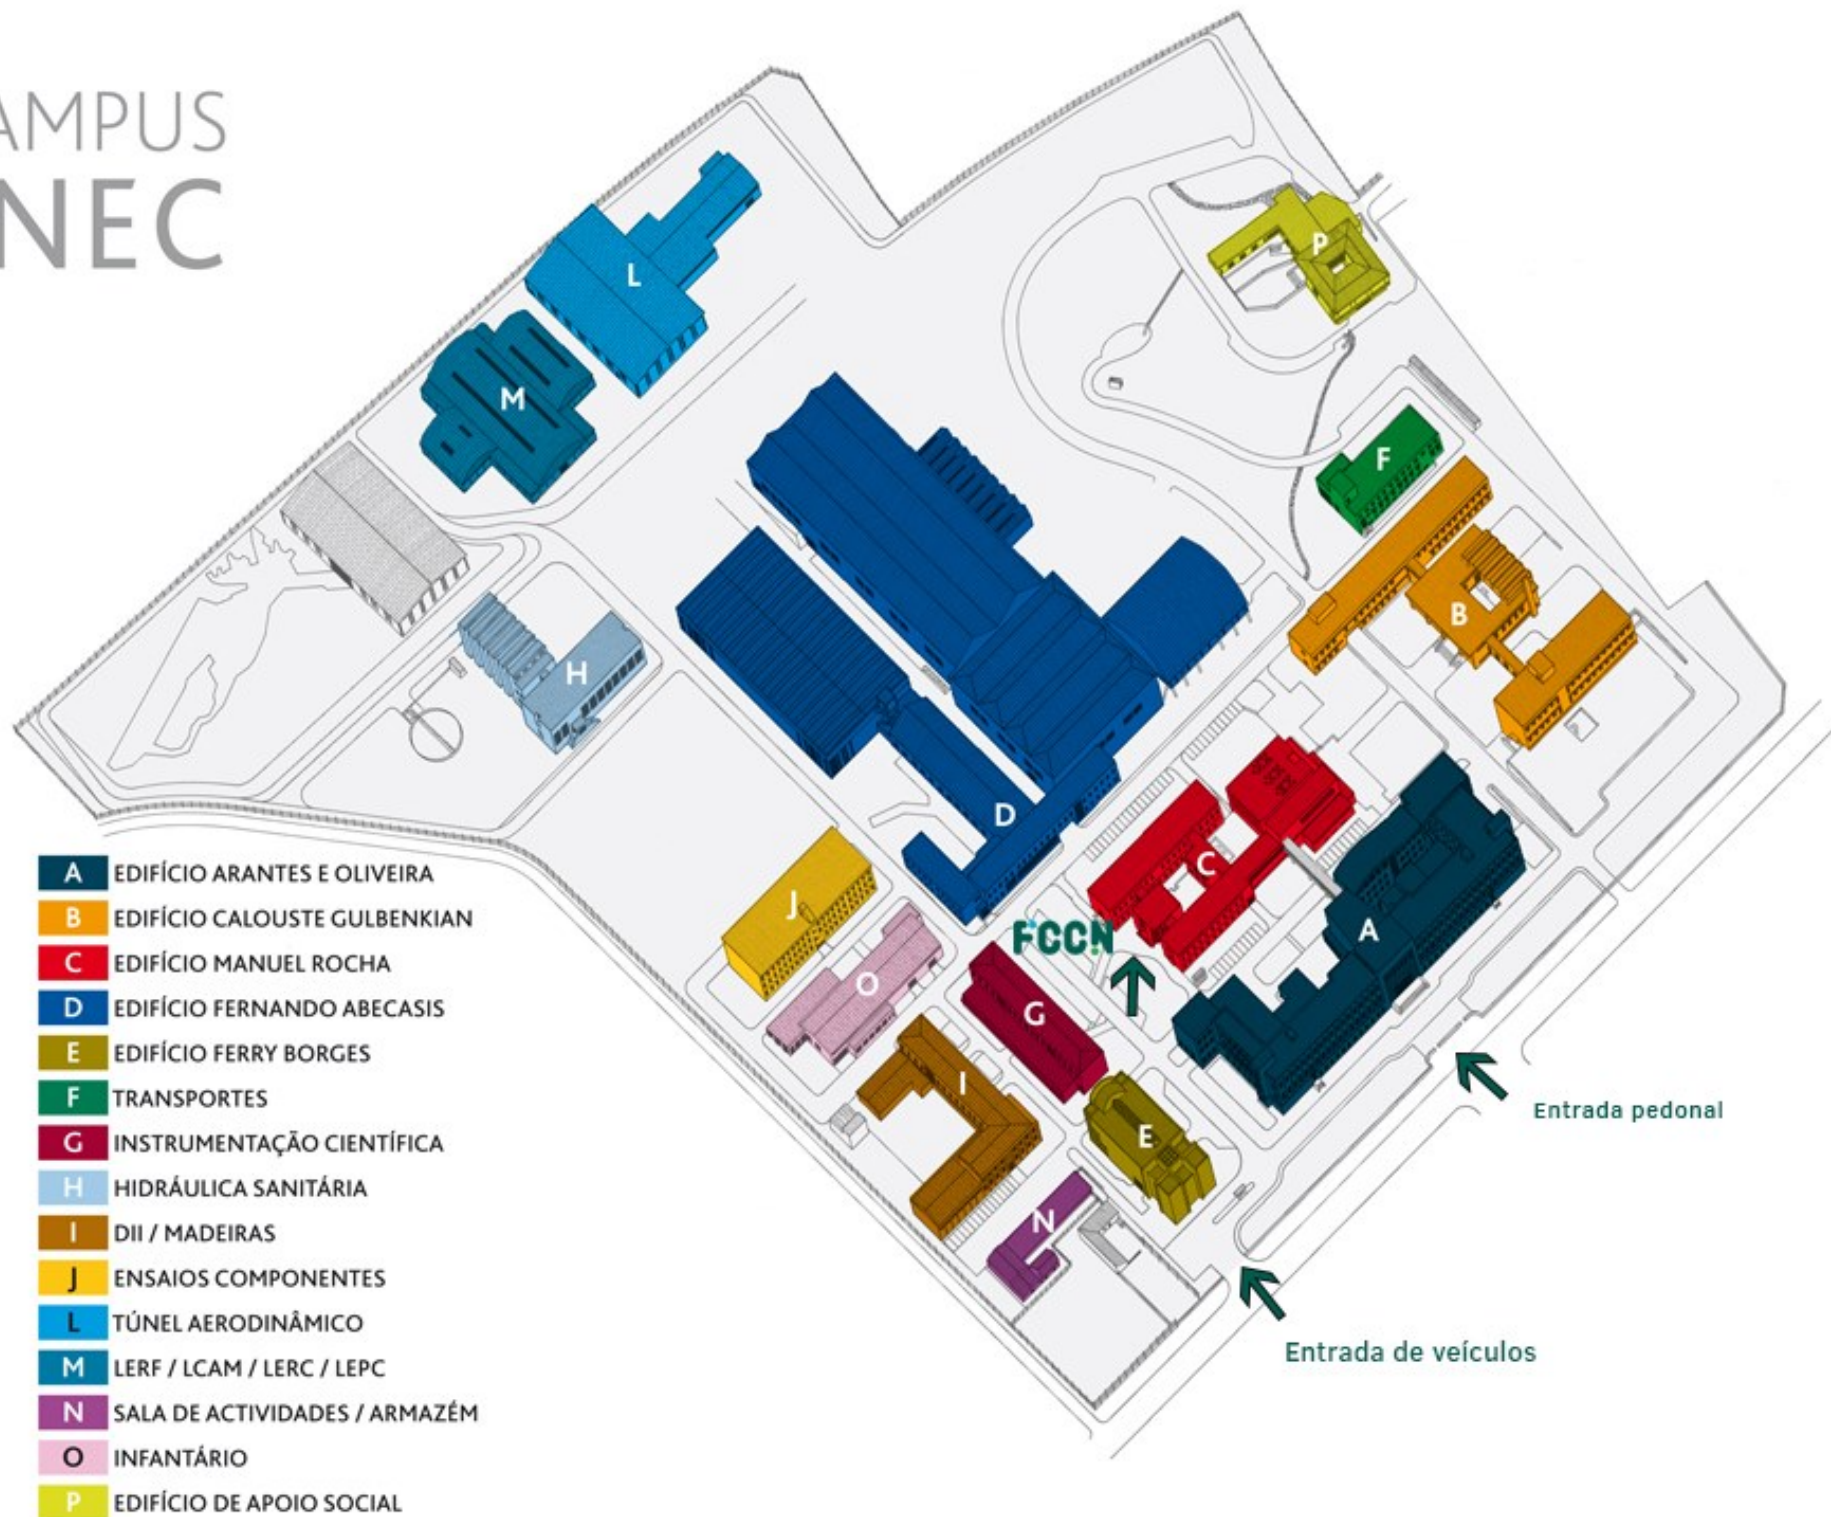 AMPUS
NEC
L
P
M
F
B
H
D
C
J
A
FCCN
O
G
I
E
N
Entrada pedonal
Entrada de veículos
A EDIFÍCIO ARANTES E OLIVEIRA
B EDIFÍCIO CALOUSTE GULBENKIAN
C EDIFÍCIO MANUEL ROCHA
D EDIFÍCIO FERNANDO ABECASIS
E EDIFÍCIO FERRY BORGES
F TRANSPORTES
G INSTRUMENTAÇÃO CIENTÍFICA
H HIDRÁULICA SANITÁRIA
I DII / MADEIRAS
J ENSAIOS COMPONENTES
L TÚNEL AERODINÂMICO
M LERF / LCAM / LERC / LEPC
N SALA DE ACTIVIDADES / ARMAZÉM
O INFANTÁRIO
P EDIFÍCIO DE APOIO SOCIAL